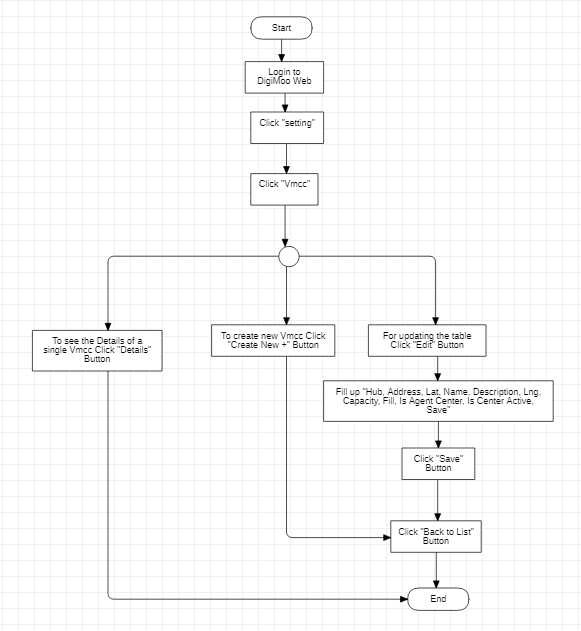 Start
Login to
DigiMoo Web
Click "setting"
Click "Vmcc"
To see the Details of a
single Vmcc Click "Details"
Button
To create new Vmcc Click
"Create New +" Button
For updating the table
Click "Edit" Button
Fill up "Hub, Address, Lat, Name, Description, Lng,
Capacity, Fill, Is Agent Center, Is Center Active,
Save"
Click "Save"
Button
Click "Back to List"
Button
End